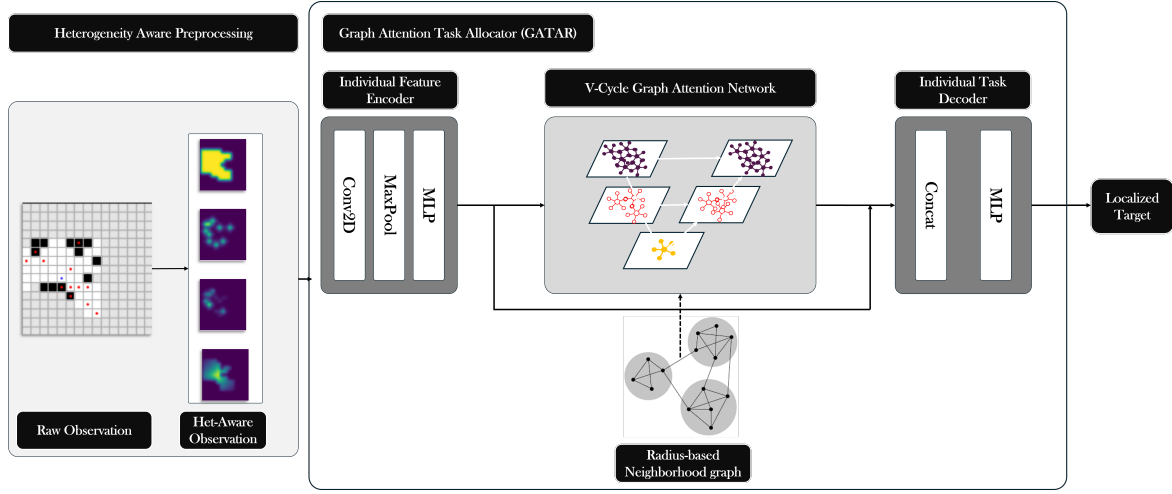 Heterogeneity Aware Preprocessing
Graph Attention Task Allocator (GATAR)
Individual Feature
Encoder
V-Cycle Graph Attention Network
Individual Task
Decoder
Conv2D
MaxPool
MLP
Concat
MLP
Localized
Target
Raw Observation
Het-Aware
Observation
Radius-based
Neighborhood graph